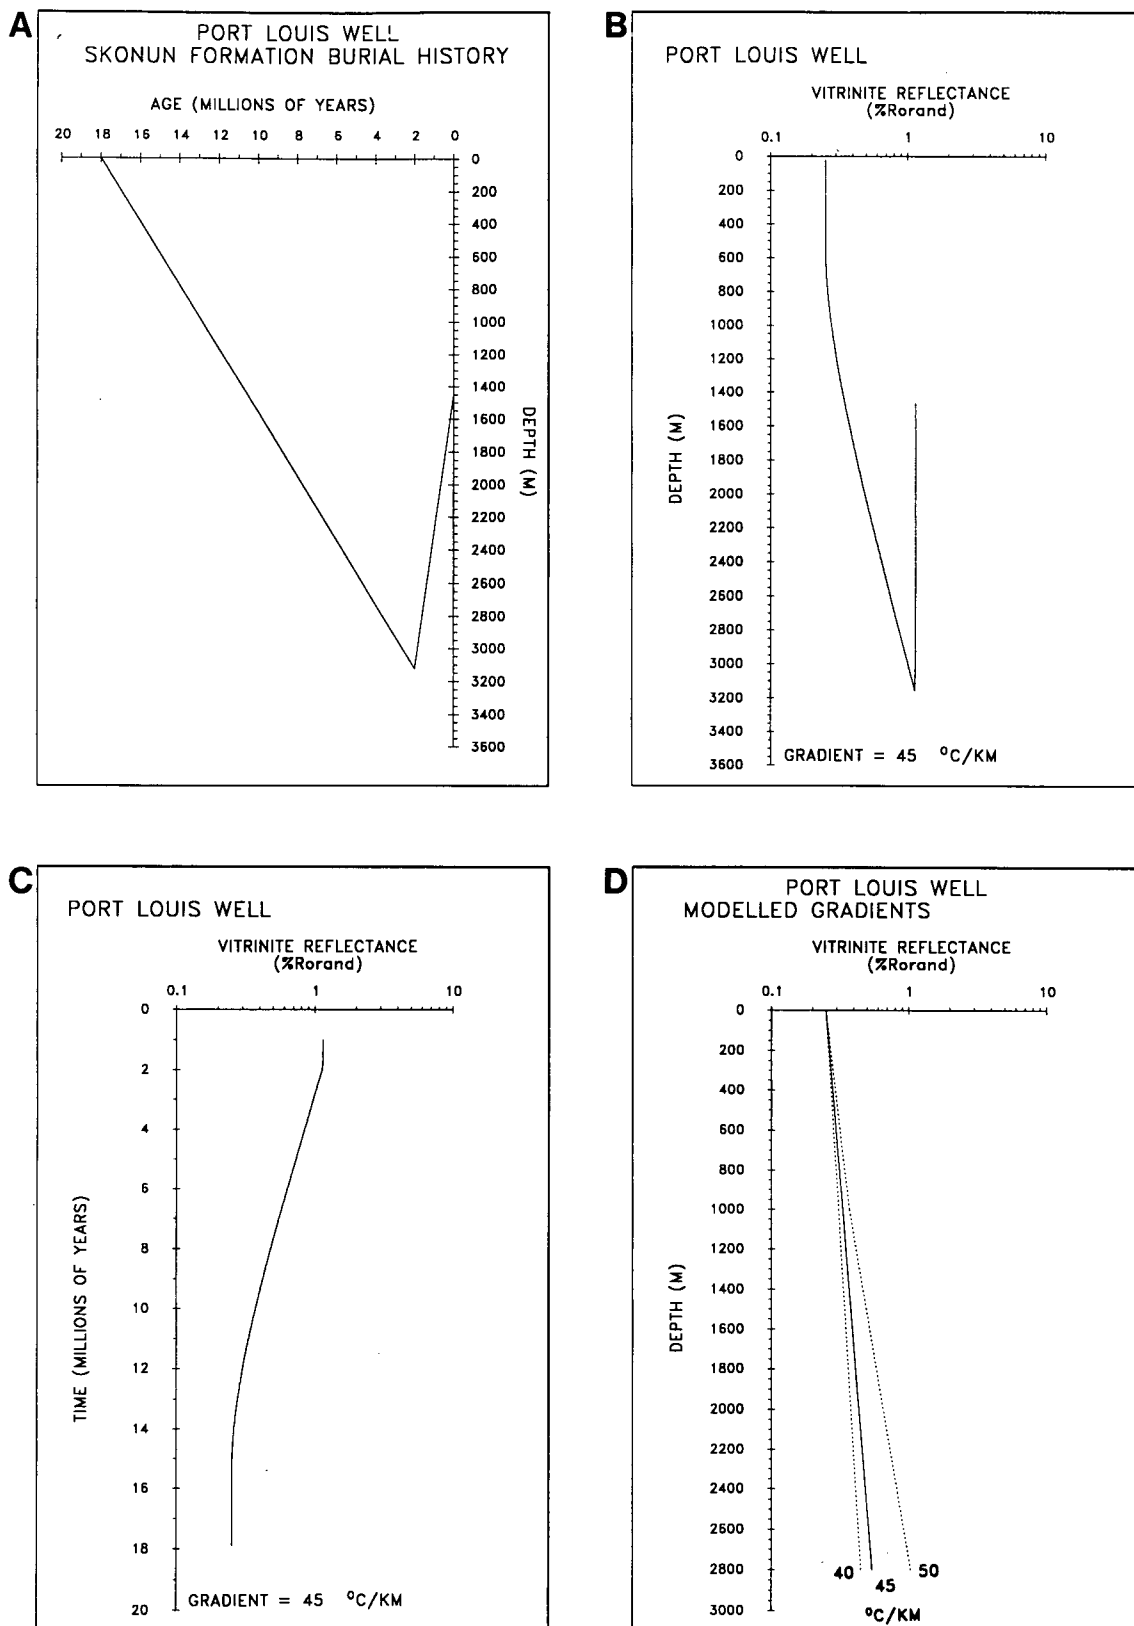 A
PORT LOUIS WELL
SKONUN FORMATION BURIAL HISTORY
AGE (MILLIONS OF YEARS)
20 18 16 14 12 10 8 6 4 2 0
0
200
400
600
800
1000
1200
1400
1600
1800
2000
2200
2400
2600
2800
3000
3200
3400
3600
DEPTH (M)
B
PORT LOUIS WELL
VITRINITE REFLECTANCE
(%Rorand)
0.1 1 10
0
200
400
600
800
1000
1200
1400
1600
1800
2000
2200
2400
2600
2800
3000
3200
3400
3600
DEPTH (M)
GRADIENT = 45 °C/KM
C
PORT LOUIS WELL
VITRINITE REFLECTANCE
(%Rorand)
0.1 1 10
0
2
4
6
8
10
12
14
16
18
20
TIME (MILLIONS OF YEARS)
GRADIENT = 45 °C/KM
D
PORT LOUIS WELL
MODELLED GRADIENTS
VITRINITE REFLECTANCE
(%Rorand)
0.1 1 10
0
200
400
600
800
1000
1200
1400
1600
1800
2000
2200
2400
2600
2800
3000
DEPTH (M)
40 45 50
°C/KM